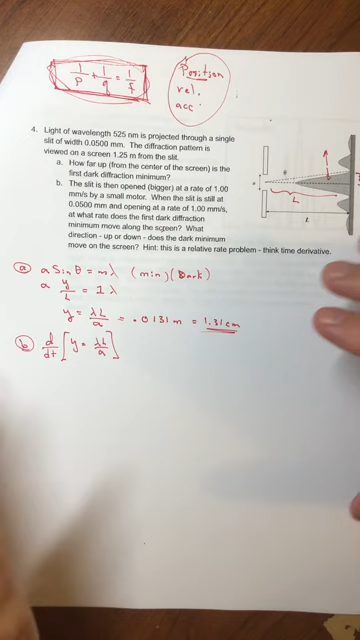 1/p + 1/q = 1/f
Position
vel.
acc.
4. Light of wavelength 525 nm is projected through a single
slit of width 0.0500 mm. The diffraction pattern is
viewed on a screen 1.25 m from the slit.
a. How far up (from the center of the screen) is the
first dark diffraction minimum?
b. The slit is then opened (bigger) at a rate of 1.00
mm/s by a small motor. When the slit is still at
0.0500 mm and opening at a rate of 1.00 mm/s,
at what rate does the first dark diffraction
minimum move along the screen? What
direction - up or down - does the dark minimum
move on the screen? Hint: this is a relative rate problem - think time derivative.
θ
L
ℓ
(a) a Sin θ = mλ (min) (Dark)
a y/L = 1 λ
y = λL/a = .0131 m = 1.31 cm
(b) d/dt [y = λL/a]